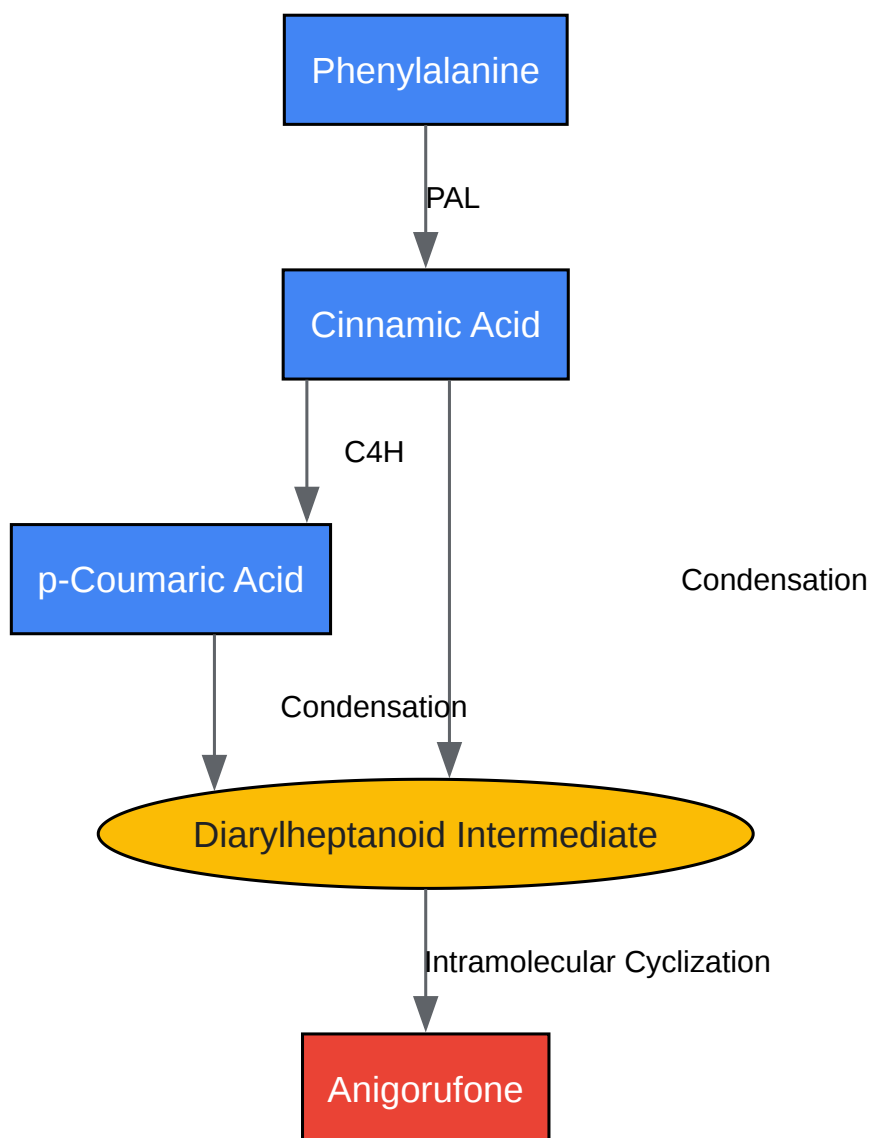 Phenylalanine
PAL
Cinnamic Acid
C4H
p-Coumaric Acid
Condensation
Condensation
Diarylheptanoid Intermediate
Intramolecular Cyclization
Anigorufone